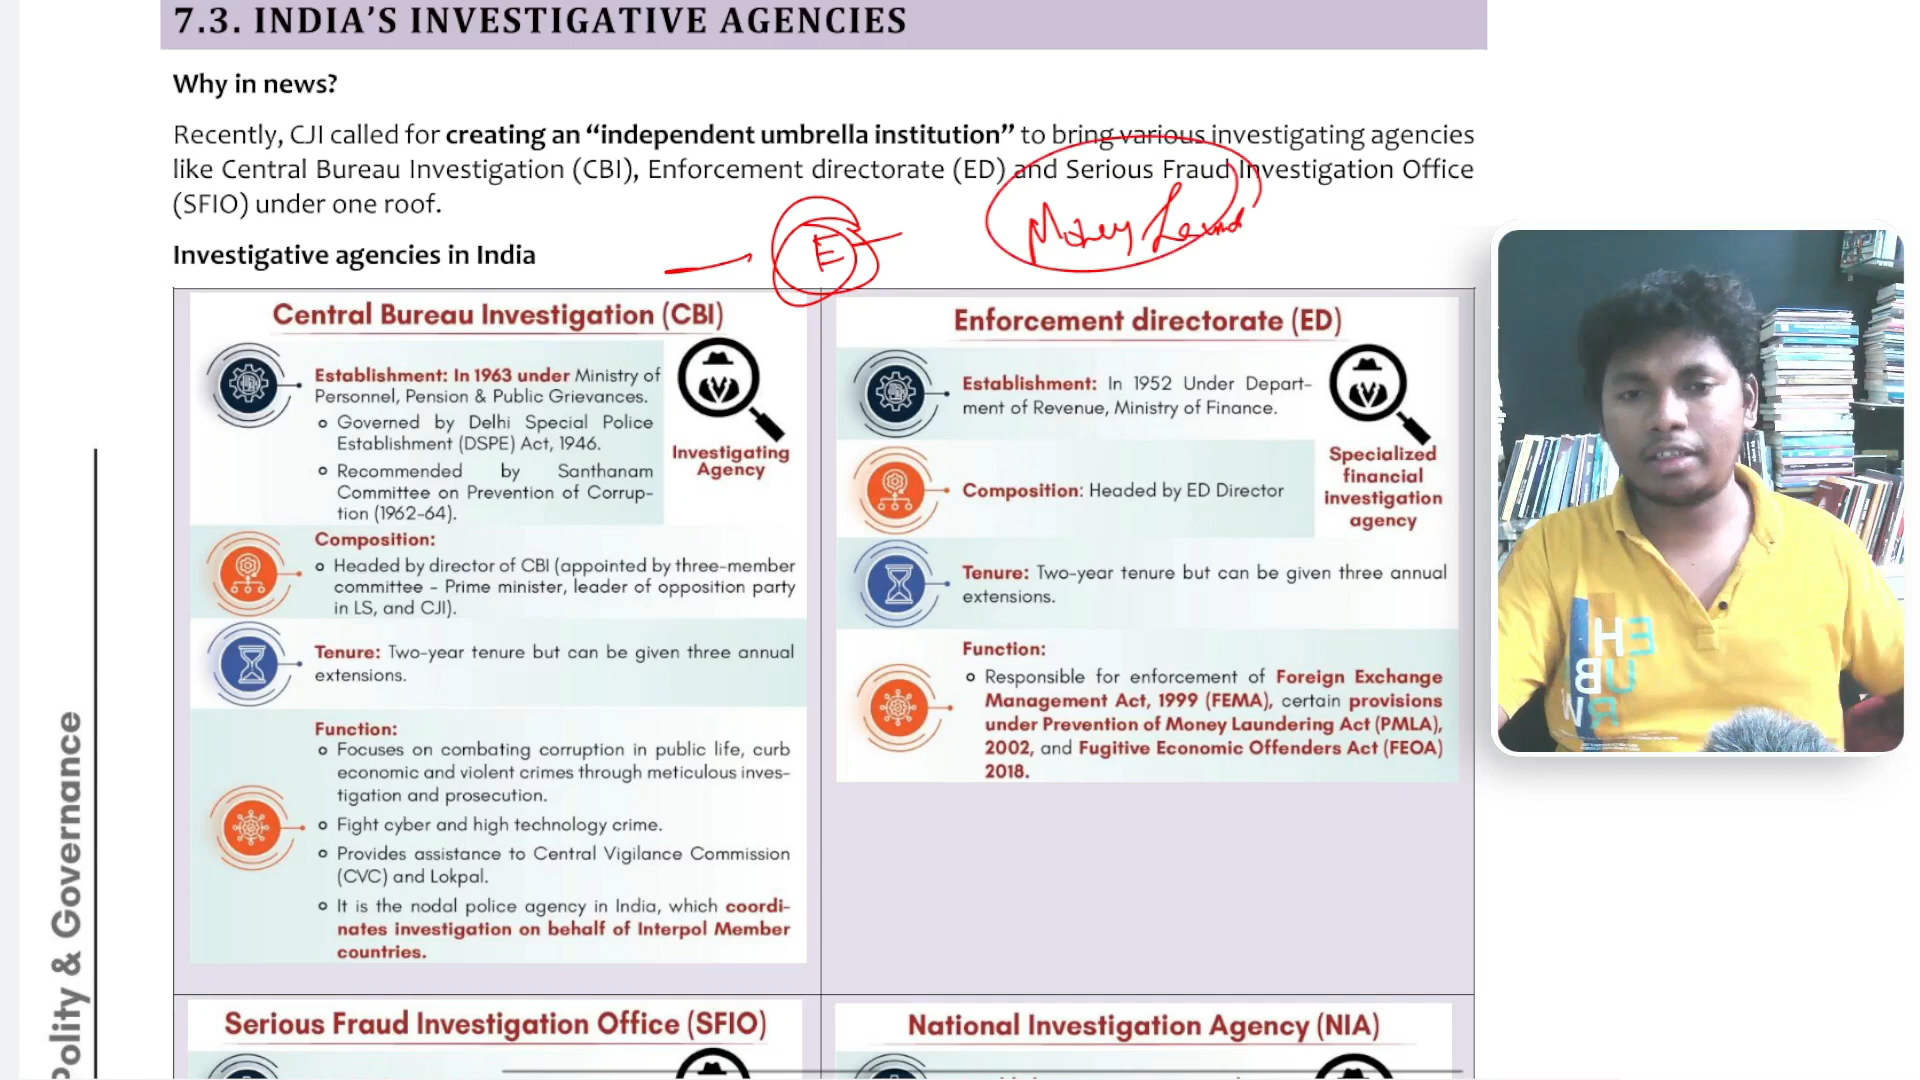 7.3. INDIA'S INVESTIGATIVE AGENCIES
Why in news?
Recently, CJI called for creating an “independent umbrella institution” to bring various investigating agencies
like Central Bureau Investigation (CBI), Enforcement directorate (ED) and Serious Fraud Investigation Office
(SFIO) under one roof.
Money
E
Investigative agencies in India
Central Bureau Investigation (CBI)
Establishment: In 1963 under Ministry of
Personnel, Pension & Public Grievances.
Governed by Delhi Special Police
Establishment (DSPE) Act, 1946.
Recommended by Santhanam
Committee on Prevention of Corrup-
tion (1962-64).
Investigating
Agency
Composition:
Headed by director of CBI (appointed by three-member
committee - Prime minister, leader of opposition party
in LS, and CJI).
Tenure: Two-year tenure but can be given three annual
extensions.
Function:
Focuses on combating corruption in public life, curb
economic and violent crimes through meticulous inves-
tigation and prosecution.
Fight cyber and high technology crime.
Provides assistance to Central Vigilance Commission
(CVC) and Lokpal.
It is the nodal police agency in India, which coordi-
nates investigation on behalf of Interpol Member
countries.
Enforcement directorate (ED)
Establishment: In 1952 Under Depart-
ment of Revenue, Ministry of Finance.
Specialized
financial
investigation
agency
Composition: Headed by ED Director
Tenure: Two-year tenure but can be given three annual
extensions.
Function:
Responsible for enforcement of Foreign Exchange
Management Act, 1999 (FEMA), certain provisions
under Prevention of Money Laundering Act (PMLA),
2002, and Fugitive Economic Offenders Act (FEOA)
2018.
Serious Fraud Investigation Office (SFIO)
National Investigation Agency (NIA)
Polity & Governance